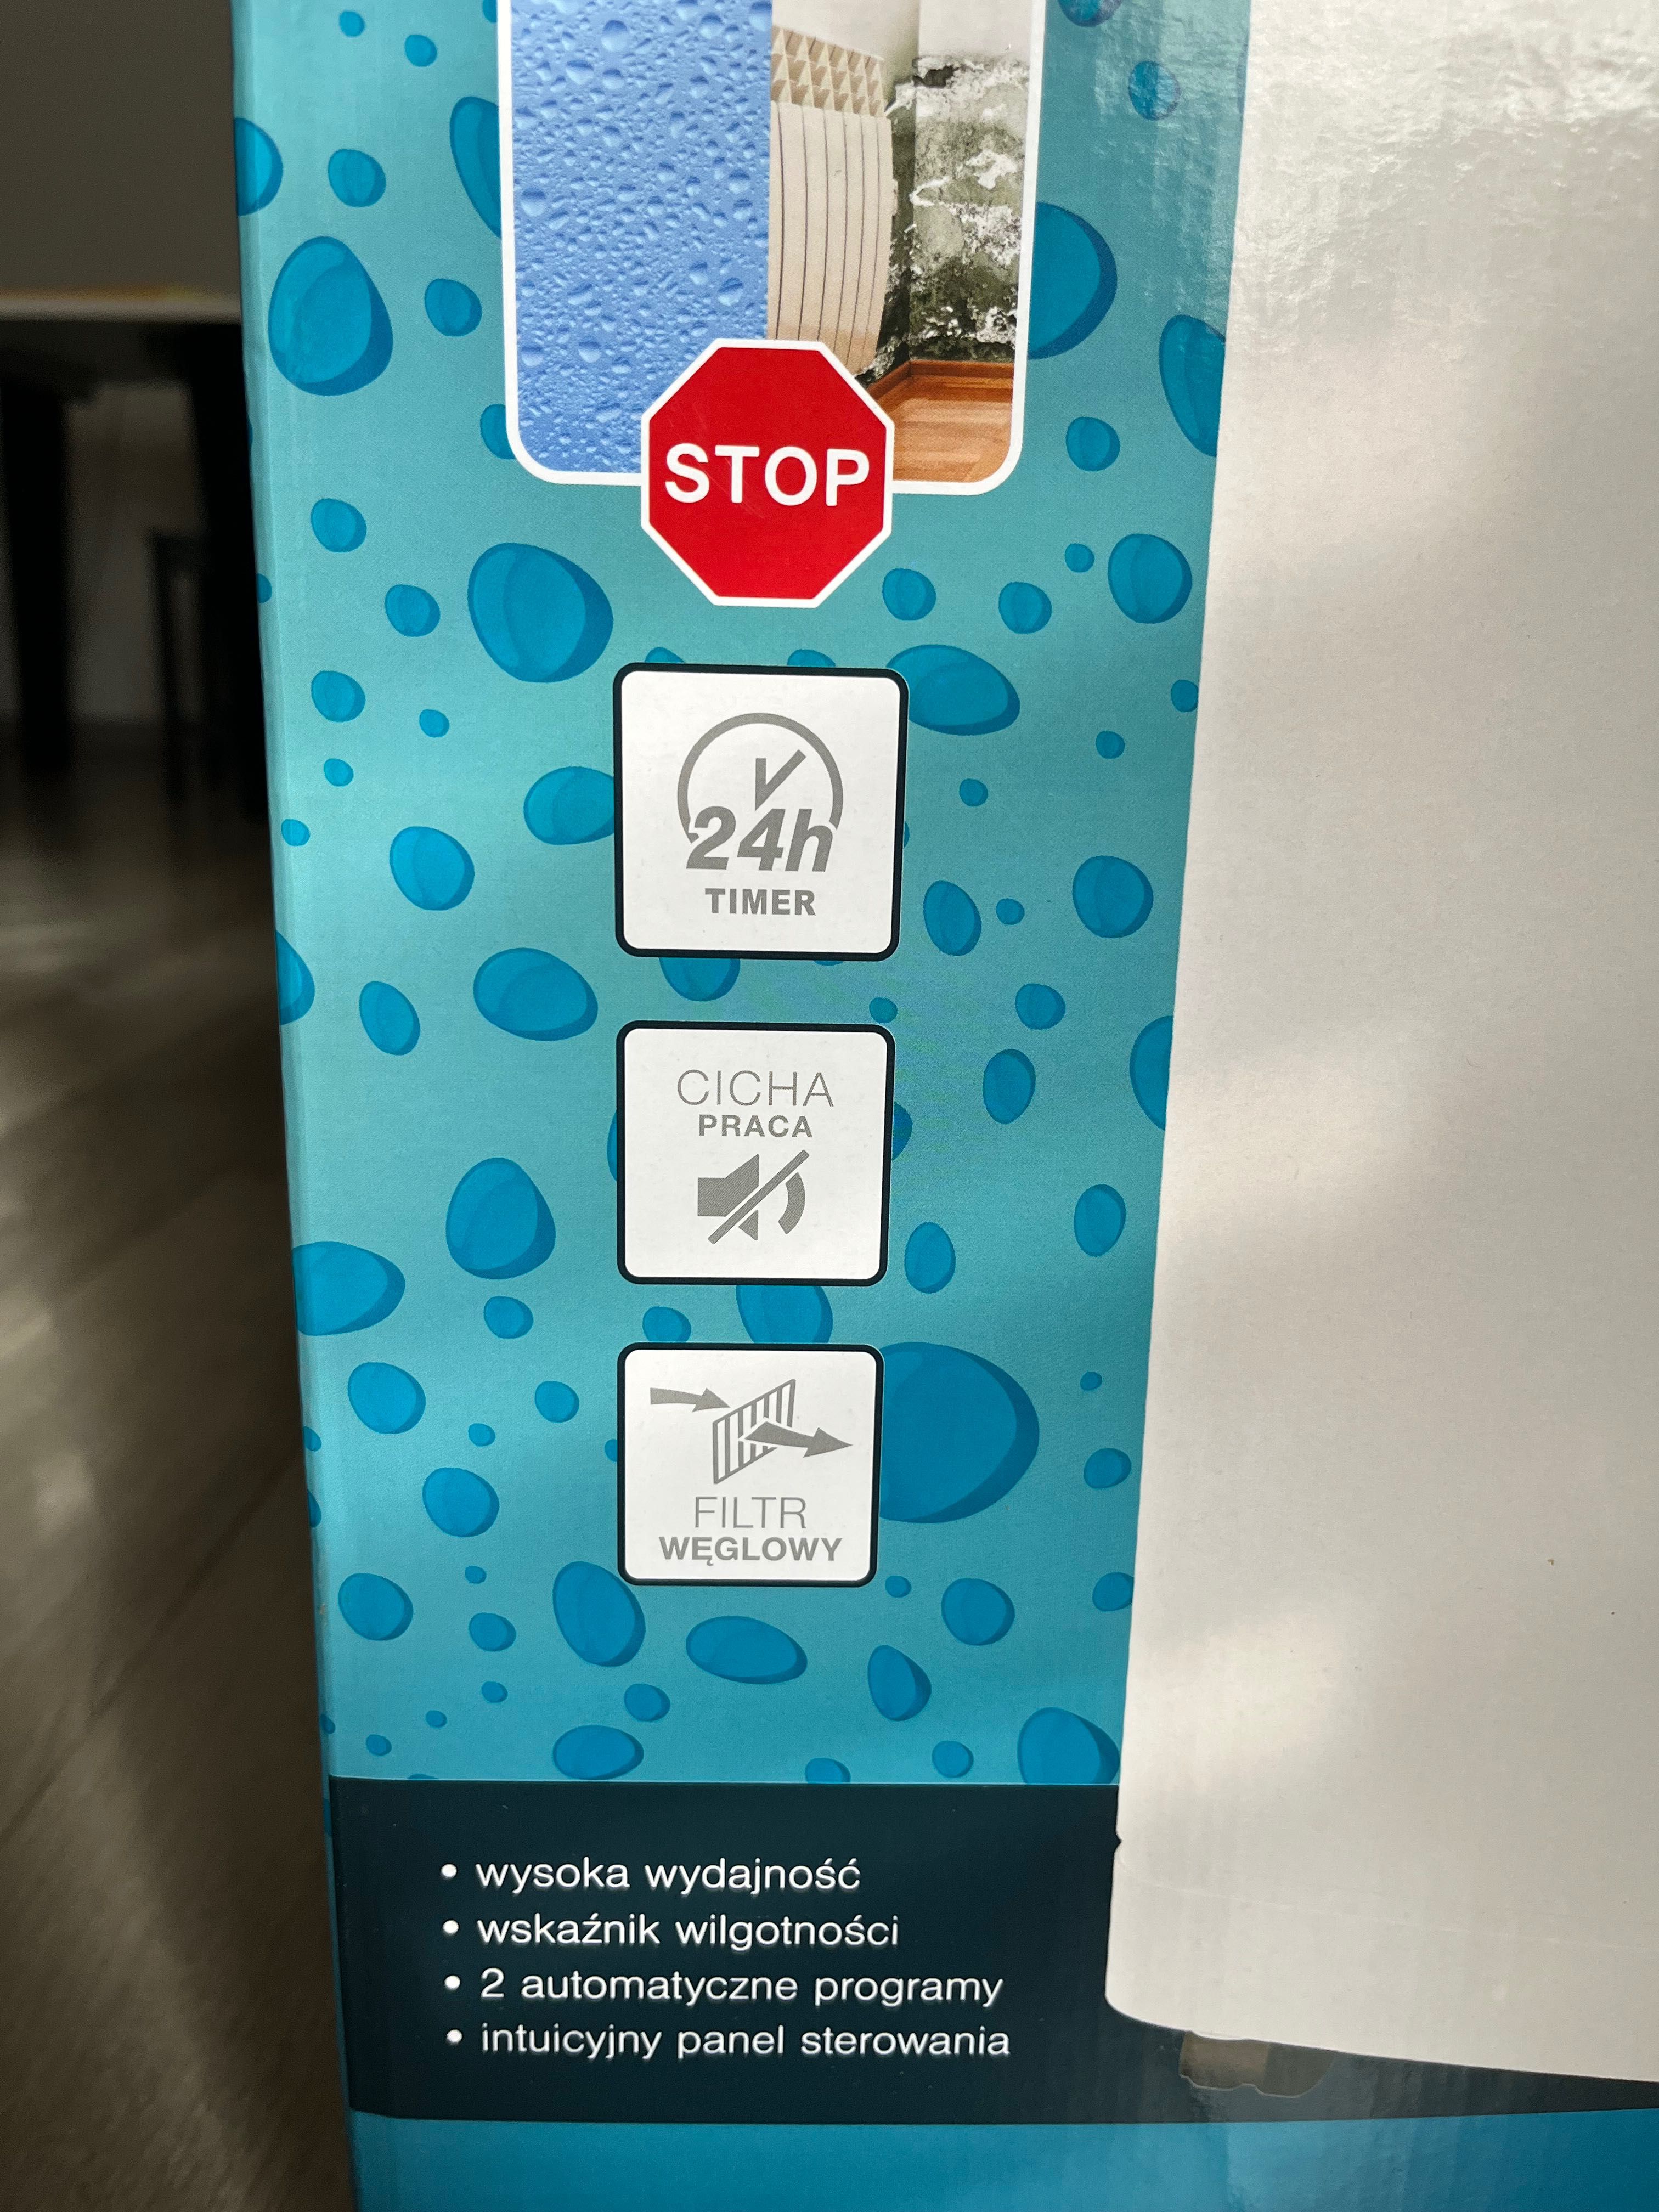 STOP
24h
TIMER
CICHA
PRACA
FILTR
WĘGLOWY
• wysoka wydajność
• wskaźnik wilgotności
• 2 automatyczne programy
• intuicyjny panel sterowania